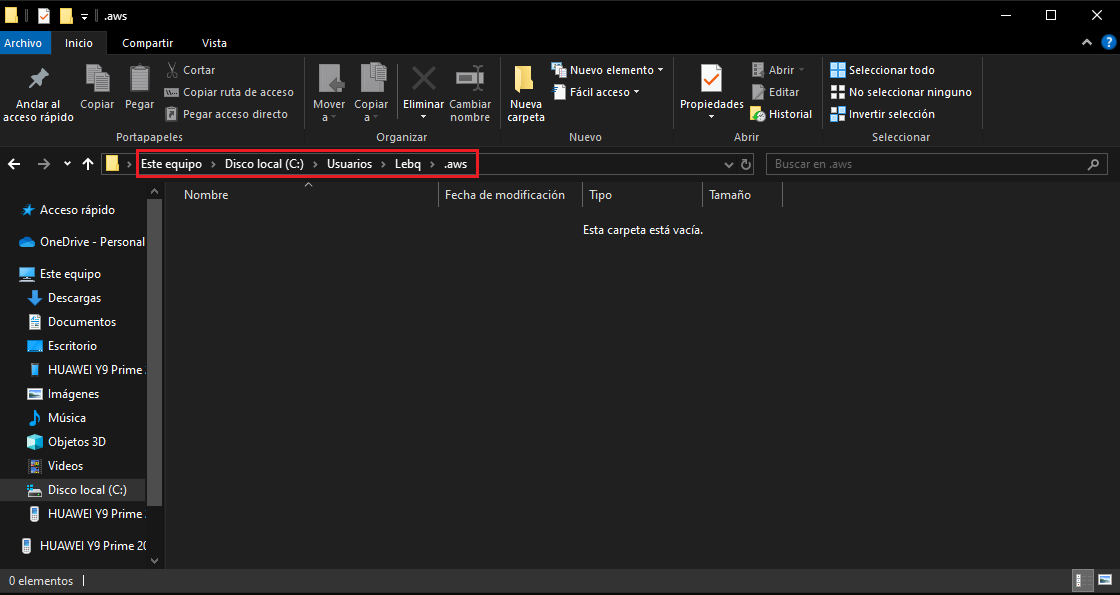 .aws
Archivo Inicio Compartir Vista
Anclar al acceso rápido
Copiar
Pegar
Cortar
Copiar ruta de acceso
Pegar acceso directo
Portapapeles
Mover a
Copiar a
Eliminar
Cambiar nombre
Organizar
Nueva carpeta
Nuevo elemento
Fácil acceso
Nuevo
Propiedades
Abrir
Editar
Historial
Abrir
Seleccionar todo
No seleccionar ninguno
Invertir selección
Seleccionar
Este equipo > Disco local (C:) > Usuarios > Lebq > .aws
Buscar en .aws
Nombre Fecha de modificación Tipo Tamaño
Esta carpeta está vacía.
Acceso rápido
OneDrive - Personal
Este equipo
Descargas
Documentos
Escritorio
HUAWEI Y9 Prime
Imágenes
Música
Objetos 3D
Videos
Disco local (C:)
HUAWEI Y9 Prime
HUAWEI Y9 Prime 20
0 elementos